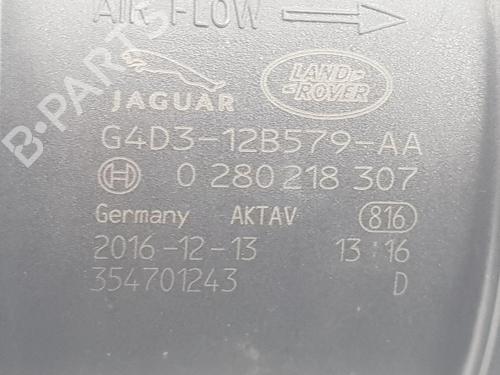 AIR FLOW
JAGUAR
LAND-
-ROVER
G4D3-12B579-AA
0 280 218 307
Germany AKTAV 816
2016-12-13 13:16
354701243 D
B-PARTS